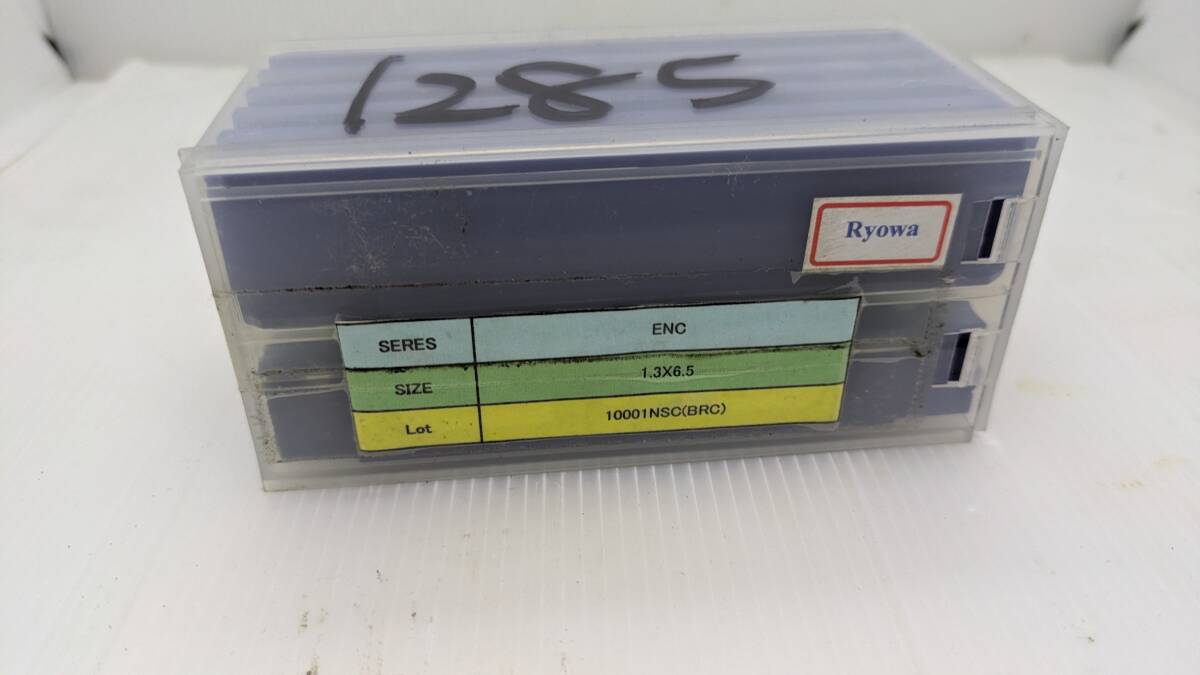 1285
Ryowa
SERES ENC
SIZE 1.3X6.5
Lot 10001NSC(BRC)